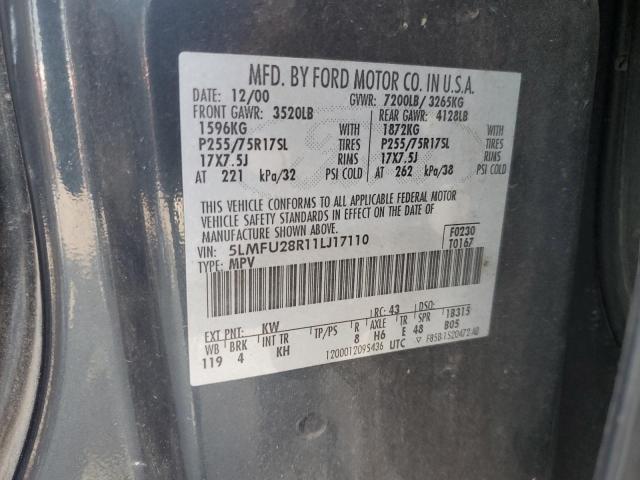 MFD. BY FORD MOTOR CO. IN U.S.A.
DATE: 12/00 GVWR: 7200LB/ 3265KG
FRONT GAWR: 3520LB REAR GAWR: 4128LB
1596KG WITH 1872KG WITH
P255/75R17SL TIRES P255/75R17SL TIRES
17X7.5J RIMS 17X7.5J RIMS
AT 221 kPa/32 PSI COLD AT 262 kPa/38 PSI COLD
THIS VEHICLE CONFORMS TO ALL APPLICABLE FEDERAL MOTOR
VEHICLE SAFETY STANDARDS IN EFFECT ON THE DATE OF
MANUFACTURE SHOWN ABOVE.
VIN: 5LMFU28R11LJ17110 F0230
TYPE: MPV T0167
EXT PNT: KW RC: 43 DSO:
WB BRK INT TR TP/PS R AXLE TR SPR 1B315
119 4 KH 8 H6 E 48 B05
1200012095436 UTC ▽ F85B-1520472-AB